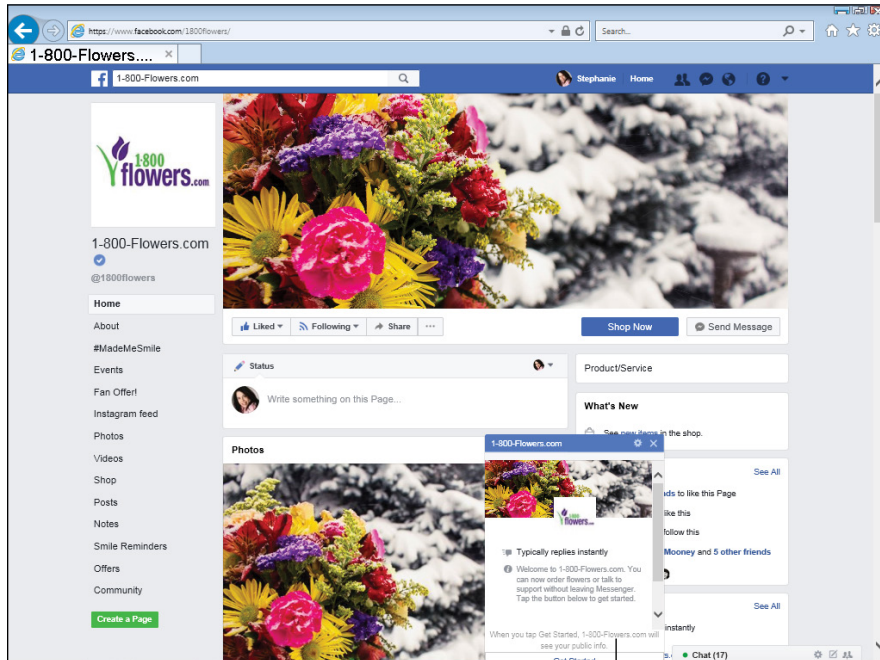 https://www.facebook.com/1800flowers/
Search...
1-800-Flowers....
1-800-Flowers.com
Stephanie
Home
1·800
flowers.com
1-800-Flowers.com
@1800flowers
Home
About
#MadeMeSmile
Events
Fan Offer!
Instagram feed
Photos
Videos
Shop
Posts
Notes
Smile Reminders
Offers
Community
Create a Page
Liked
Following
Share
Shop Now
Send Message
Status
Write something on this Page...
Photos
Product/Service
What's New
See new items in the shop.
See All
to like this Page
like this
follow this
Mooney and 5 other friends
See All
instantly
1-800-Flowers.com
1·800
flowers
Typically replies instantly
Welcome to 1-800-Flowers.com. You
can now order flowers or talk to
support without leaving Messenger.
Tap the button below to get started.
When you tap Get Started, 1-800-Flowers.com will
see your public info.
Get Started
Chat (17)